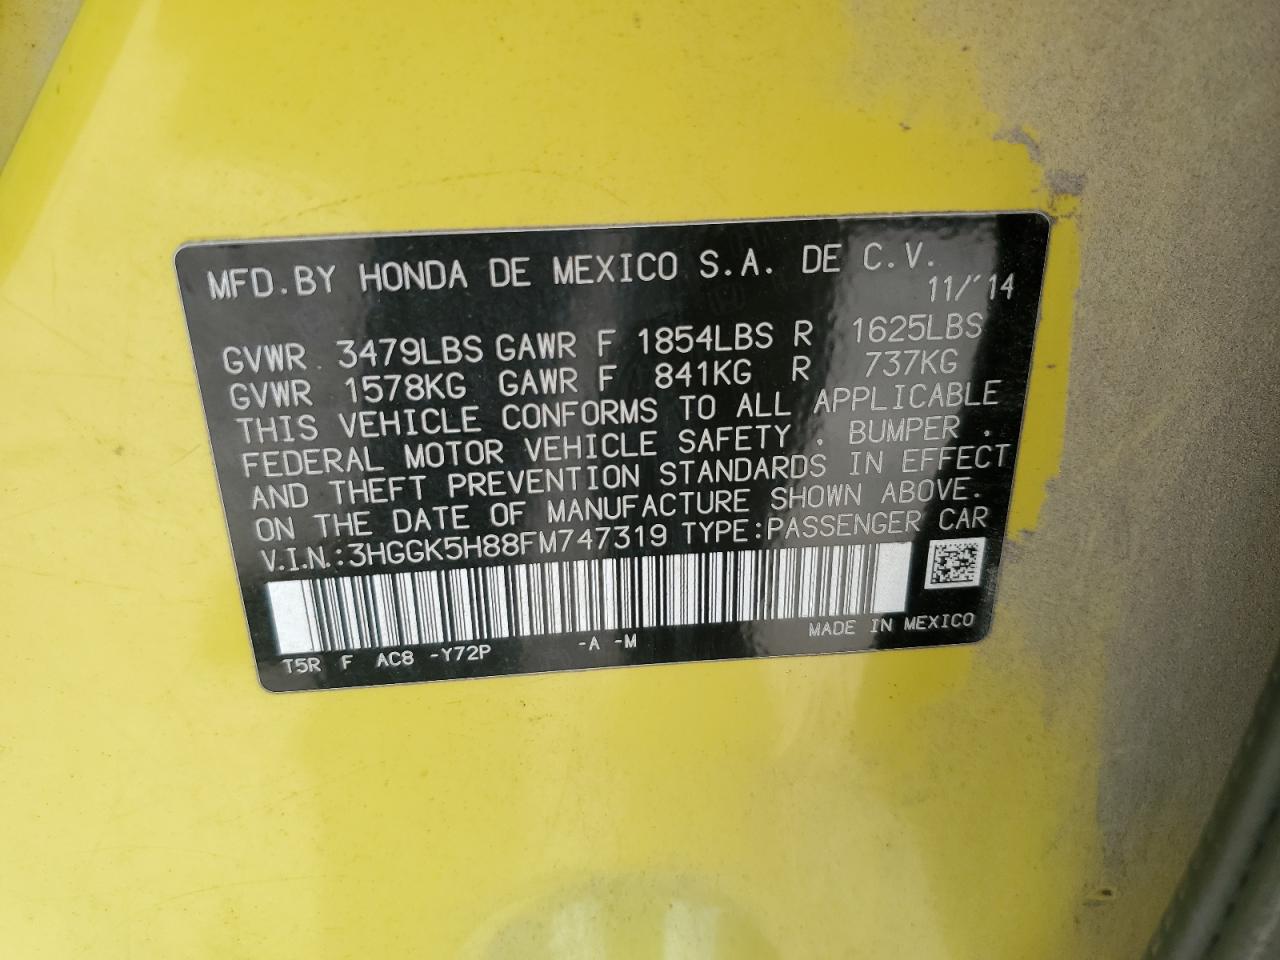 MFD.BY HONDA DE MEXICO S.A. DE C.V.
11/'14
GVWR 3479LBS GAWR F 1854LBS R 1625LBS
GVWR 1578KG GAWR F 841KG R 737KG
THIS VEHICLE CONFORMS TO ALL APPLICABLE
FEDERAL MOTOR VEHICLE SAFETY , BUMPER ,
AND THEFT PREVENTION STANDARDS IN EFFECT
ON THE DATE OF MANUFACTURE SHOWN ABOVE.
V.I.N.:3HGGK5H88FM747319 TYPE:PASSENGER CAR
MADE IN MEXICO
T5R F AC8 -Y72P -A -M